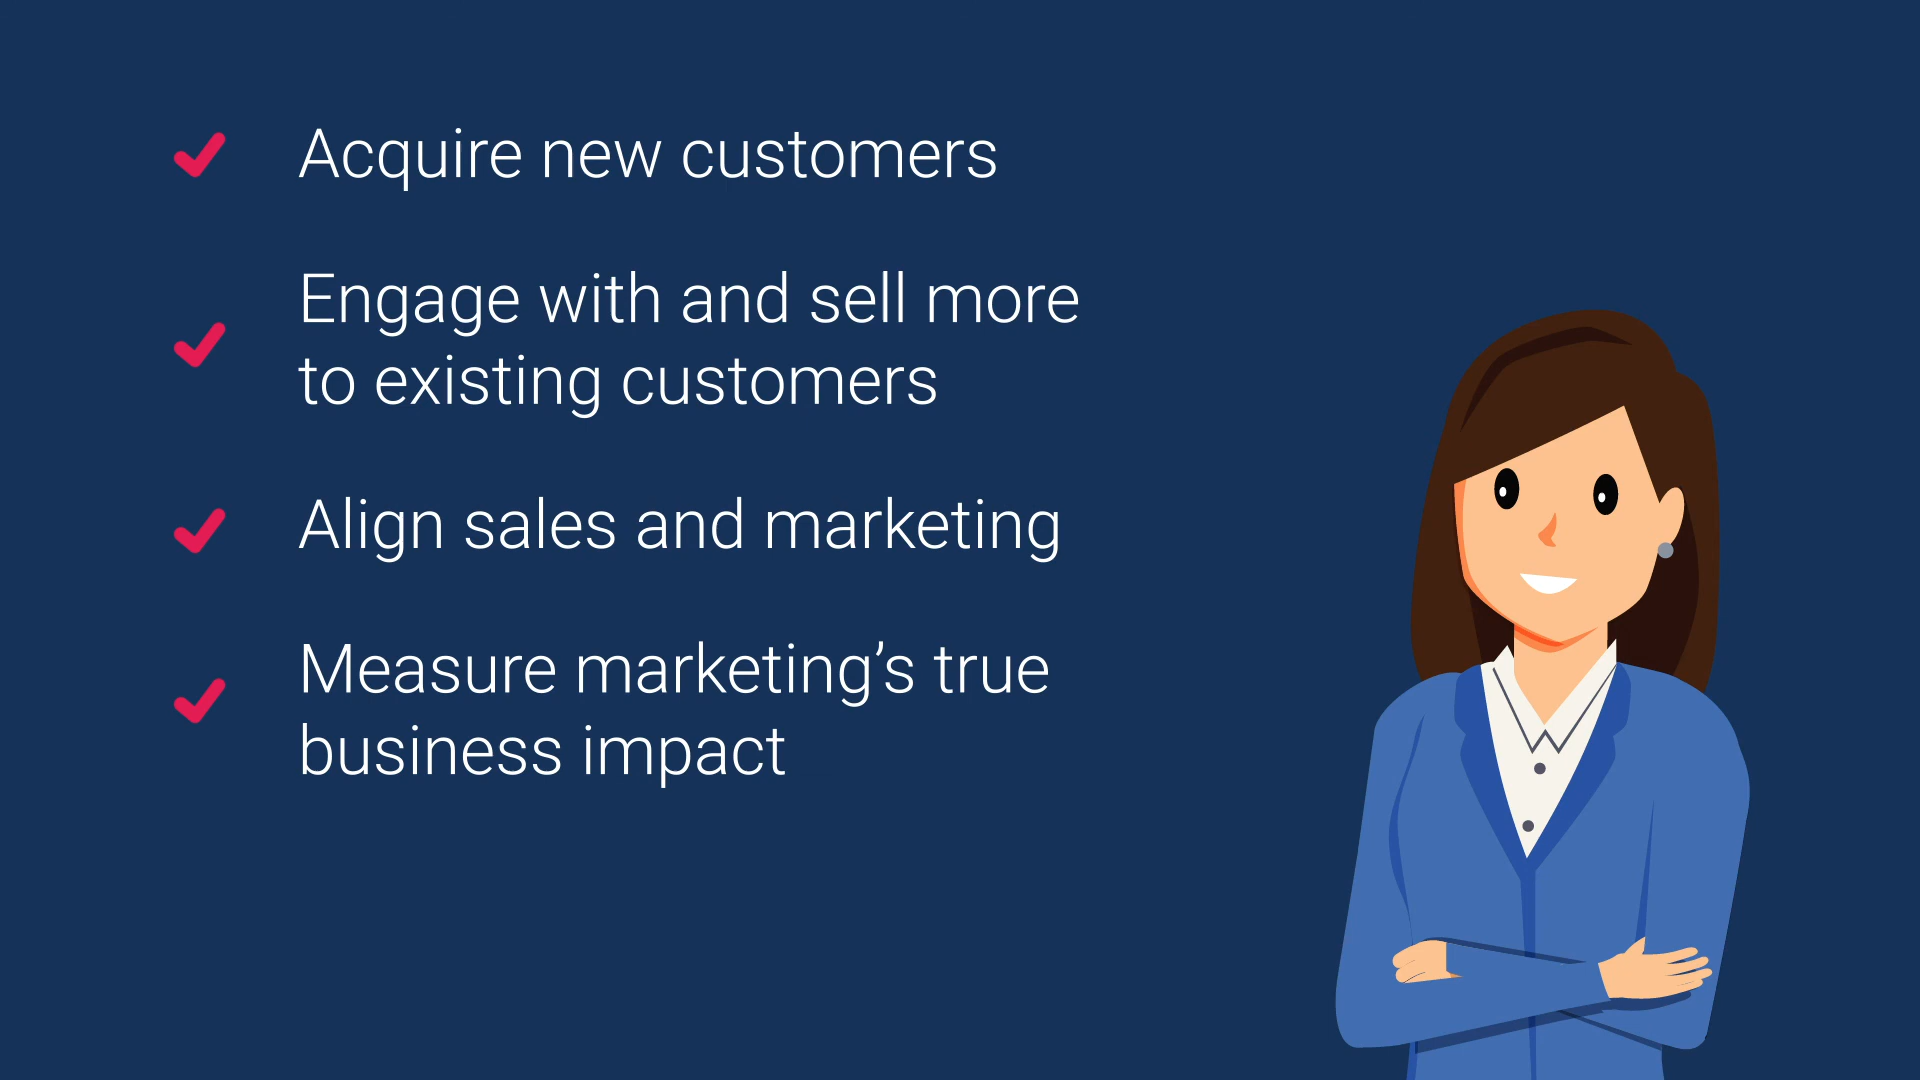 Acquire new customers
Engage with and sell more
to existing customers
Align sales and marketing
Measure marketing’s true
business impact